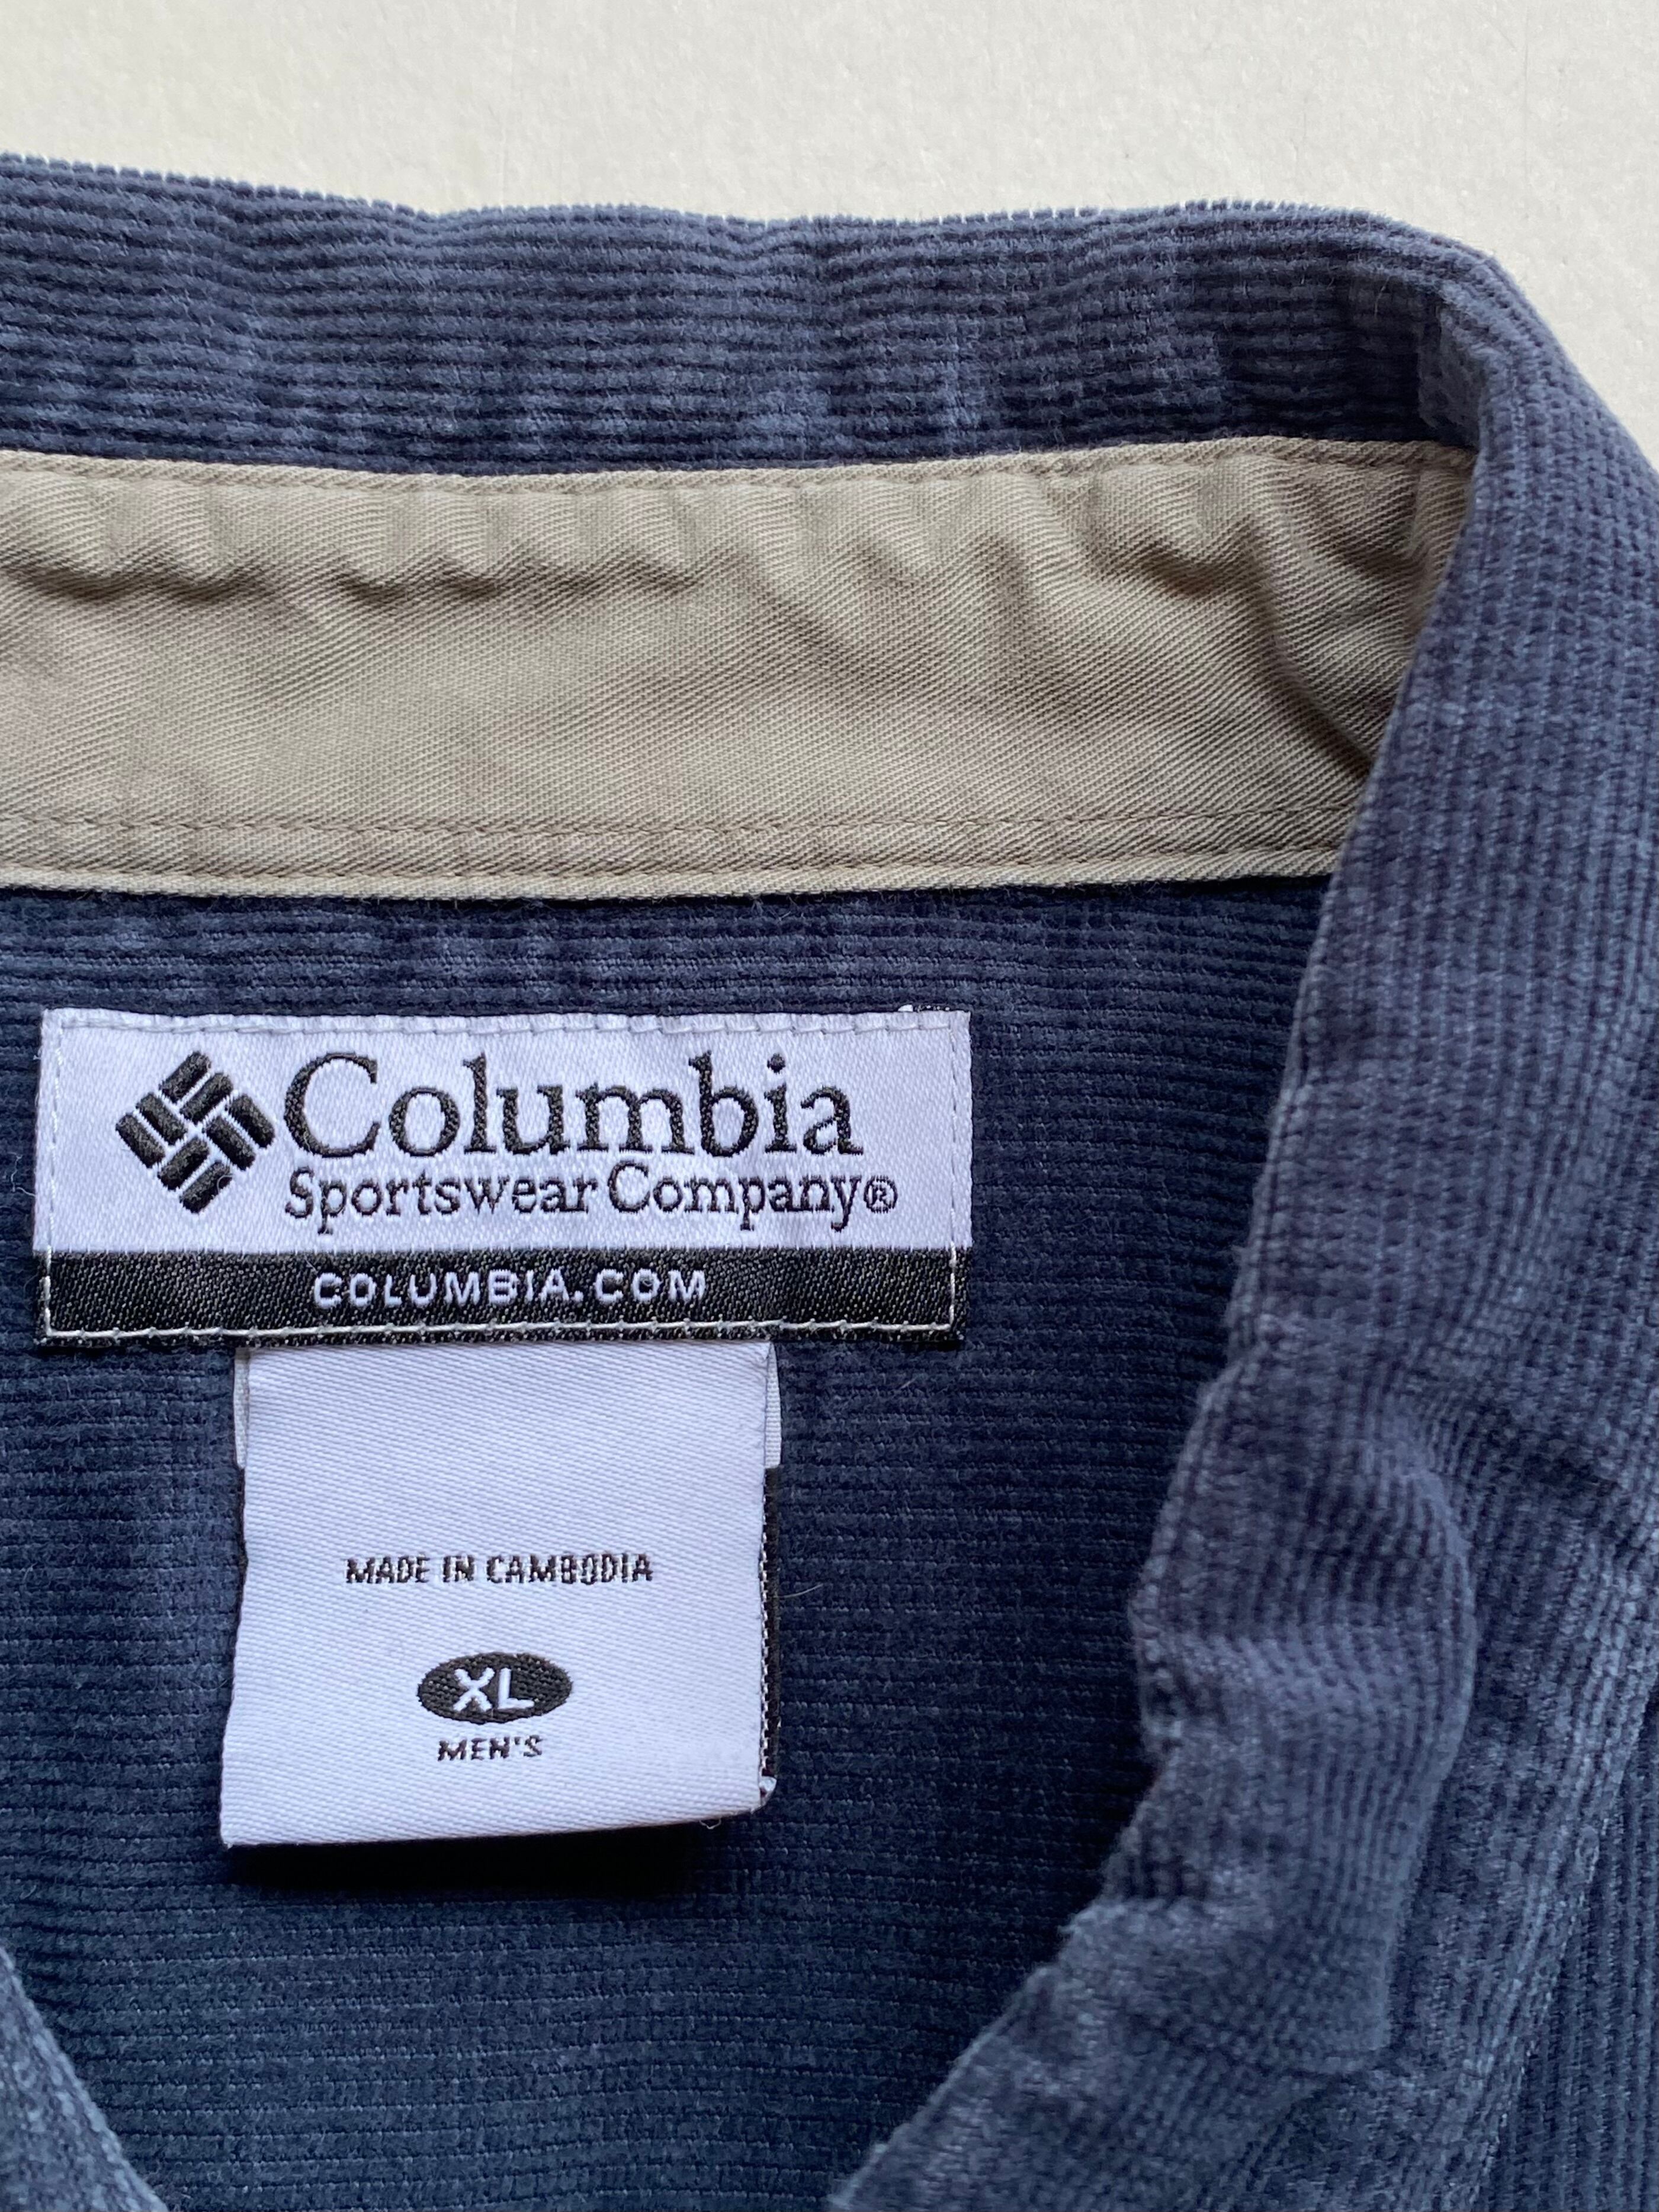 Columbia
Sportswear Company®
COLUMBIA.COM
MADE IN CAMBODIA
XL
MEN'S